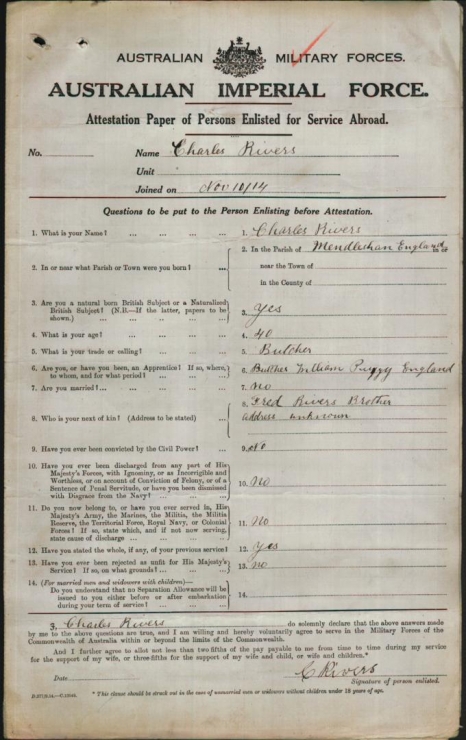 AUSTRALIAN MILITARY FORCES.
AUSTRALIAN IMPERIAL FORCE.
Attestation Paper of Persons Enlisted for Service Abroad.
No. Name Charles Rivers
Unit
Joined on Nov 10/14
Questions to be put to the Person Enlisting before Attestation.
1. What is your Name? ... ... ... 1. Charles Rivers
2. In or near what Parish or Town were you born? ... 2. In the Parish of Mendlesham England
near the Town of
in the County of
3. Are you a natural born British Subject or a Naturalized
British Subject? (N.B.—If the latter, papers to be
shown.) ... ... ... ... 3. Yes
4. What is your age? ... ... ... 4. 40
5. What is your trade or calling? ... ... 5. Butcher
6. Are you, or have you been, an Apprentice? If so, where,
to whom, and for what period? ... ... 6. Butcher William England
7. Are you married? ... ... ... 7. No
8. Who is your next of kin? (Address to be stated) ... 8. Fred Rivers Brother
address unknown
9. Have you ever been convicted by the Civil Power? ... 9. No
10. Have you ever been discharged from any part of His
Majesty's Forces, with Ignominy, or as Incorrigible and
Worthless, or on account of Conviction of Felony, or of a
Sentence of Penal Servitude, or have you been dismissed
with Disgrace from the Navy? ... ... 10. No
11. Do you now belong to, or have you ever served in, His
Majesty's Army, the Marines, the Militia, the Militia
Reserve, the Territorial Force, Royal Navy, or Colonial
Forces? If so, state which, and if not now serving,
state cause of discharge ... ... ... 11. No
12. Have you stated the whole, if any, of your previous service? 12. Yes
13. Have you ever been rejected as unfit for His Majesty's
Service? If so, on what grounds? ... ... 13. no
14. (For married men and widowers with children)—
Do you understand that no Separation Allowance will be
issued to you either before or after embarkation
during your term of service? ... ... 14.
I, Charles Rivers do solemnly declare that the above answers made
by me to the above questions are true, and I am willing and hereby voluntarily agree to serve in the Military Forces of the
Commonwealth of Australia within or beyond the limits of the Commonwealth.
And I further agree to allot not less than two fifths of the pay payable to me from time to time during my service
for the support of my wife, or three-fifths for the support of my wife and child, or wife and children.*
Date C Rivers
Signature of person enlisted.
* This clause should be struck out in the case of unmarried men or widowers without children under 18 years of age.